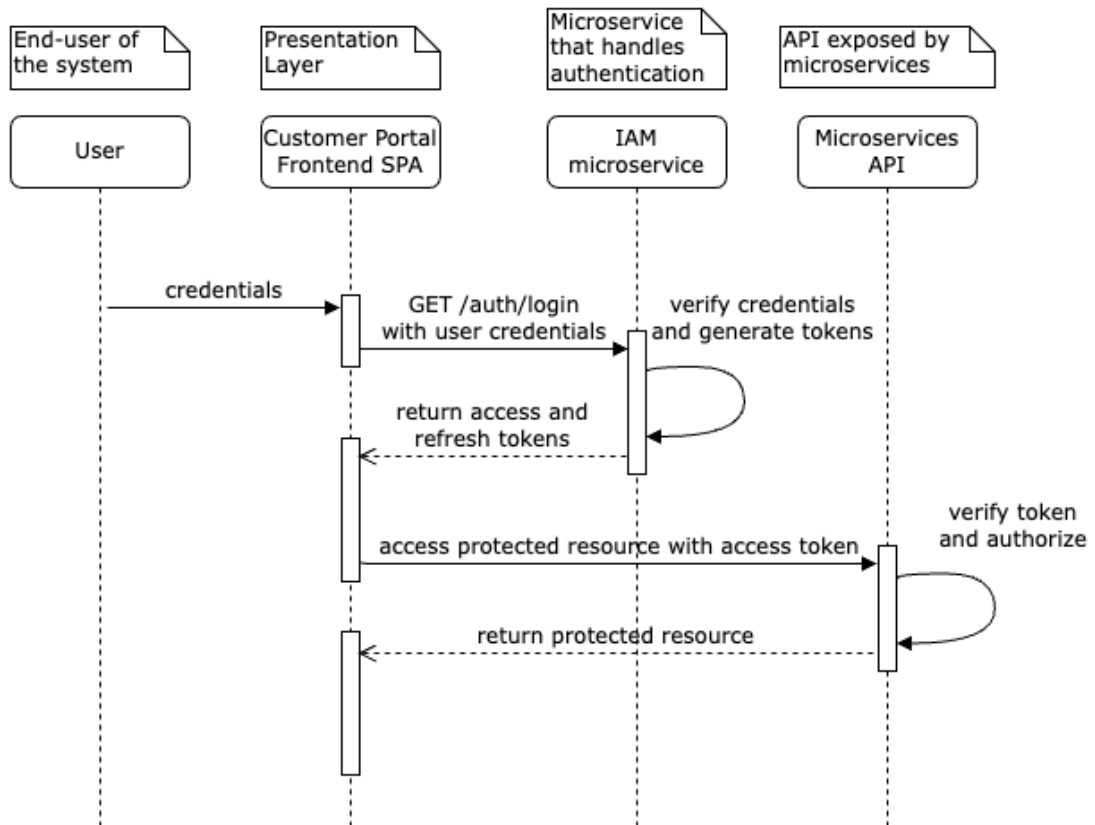 End-user of
the system
Presentation
Layer
Microservice
that handles
authentication
API exposed by
microservices
User
Customer Portal
Frontend SPA
IAM
microservice
Microservices
API
credentials
GET /auth/login
with user credentials
verify credentials
and generate tokens
return access and
refresh tokens
verify token
and authorize
access protected resource with access token
return protected resource